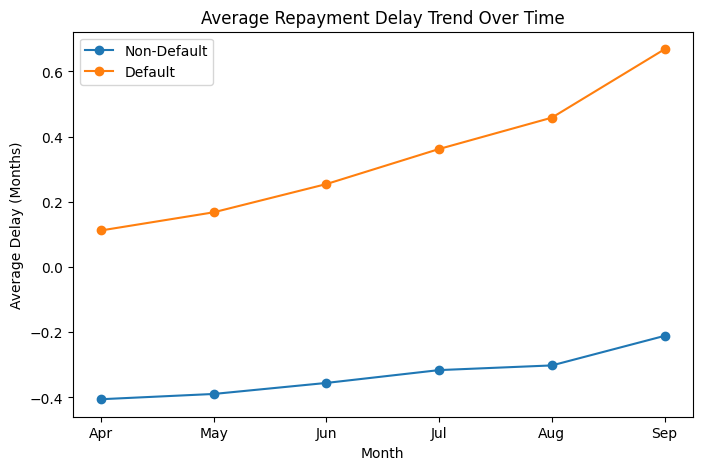 Average Repayment Delay Trend Over Time
Non-Default
Default
Average Delay (Months)
0.6
0.4
0.2
0.0
−0.2
−0.4
Apr May Jun Jul Aug Sep
Month